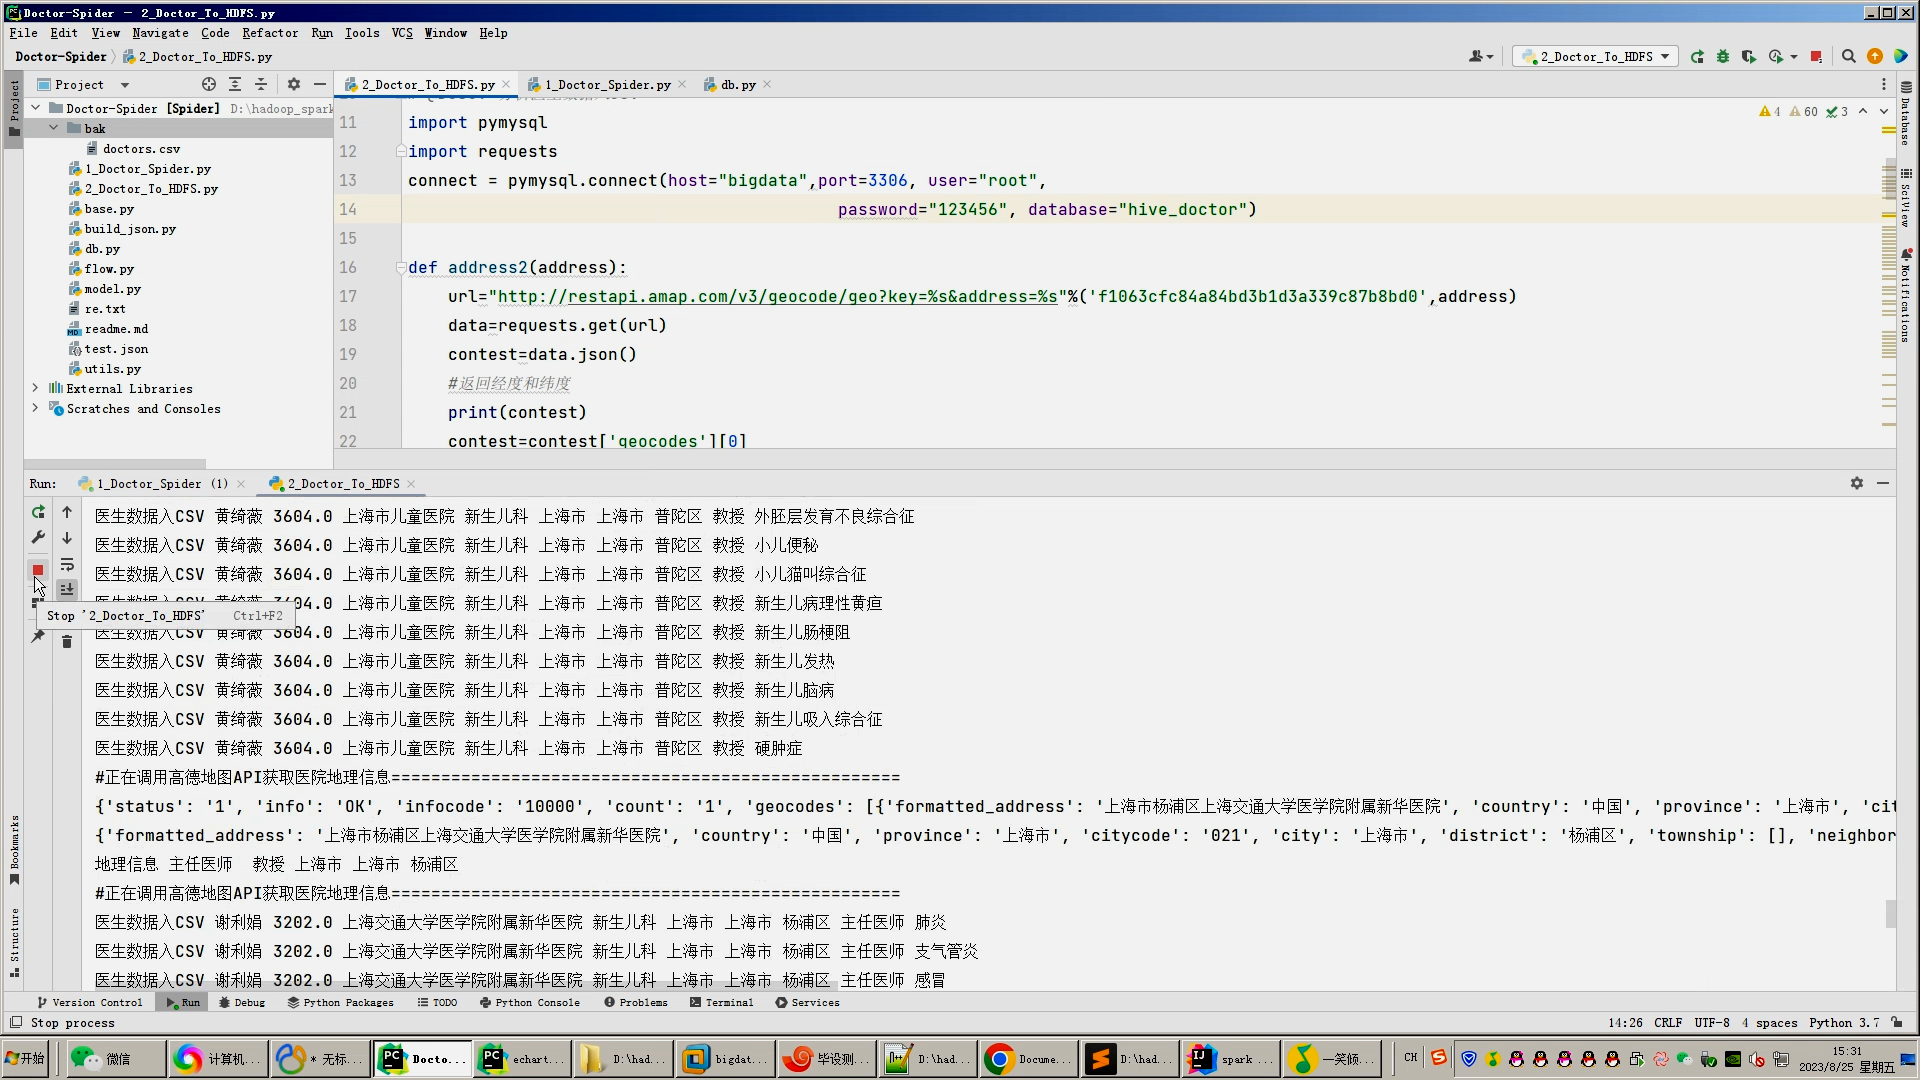 Doctor-Spider - 2_Doctor_To_HDFS.py
File Edit View Navigate Code Refactor Run Tools VCS Window Help
Doctor-Spider 2_Doctor_To_HDFS.py
2_Doctor_To_HDFS
Project
2_Doctor_To_HDFS.py
1_Doctor_Spider.py
db.py
Doctor-Spider [Spider] D:\hadoop_spark
bak
doctors.csv
1_Doctor_Spider.py
2_Doctor_To_HDFS.py
base.py
build_json.py
db.py
flow.py
model.py
re.txt
readme.md
test.json
utils.py
External Libraries
Scratches and Consoles
4 60 3
11 import pymysql
12 import requests
13 connect = pymysql.connect(host="bigdata",port=3306, user="root",
14 password="123456", database="hive_doctor")
15
16 def address2(address):
17 url="http://restapi.amap.com/v3/geocode/geo?key=%s&address=%s"%('f1063cfc84a84bd3b1d3a339c87b8bd0',address)
18 data=requests.get(url)
19 contest=data.json()
20 #返回经度和纬度
21 print(contest)
22 contest=contest['geocodes'][0]
Project
Database
SciView
Notifications
Run: 1_Doctor_Spider (1) 2_Doctor_To_HDFS
医生数据入CSV 黄绮薇 3604.0 上海市儿童医院 新生儿科 上海市 上海市 普陀区 教授 外胚层发育不良综合征
医生数据入CSV 黄绮薇 3604.0 上海市儿童医院 新生儿科 上海市 上海市 普陀区 教授 小儿便秘
医生数据入CSV 黄绮薇 3604.0 上海市儿童医院 新生儿科 上海市 上海市 普陀区 教授 小儿猫叫综合征
04.0 上海市儿童医院 新生儿科 上海市 上海市 普陀区 教授 新生儿病理性黄疸
Stop '2_Doctor_To_HDFS' Ctrl+F2
医生数据入CSV 黄绮薇 3604.0 上海市儿童医院 新生儿科 上海市 上海市 普陀区 教授 新生儿肠梗阻
医生数据入CSV 黄绮薇 3604.0 上海市儿童医院 新生儿科 上海市 上海市 普陀区 教授 新生儿发热
医生数据入CSV 黄绮薇 3604.0 上海市儿童医院 新生儿科 上海市 上海市 普陀区 教授 新生儿脑病
医生数据入CSV 黄绮薇 3604.0 上海市儿童医院 新生儿科 上海市 上海市 普陀区 教授 新生儿吸入综合征
医生数据入CSV 黄绮薇 3604.0 上海市儿童医院 新生儿科 上海市 上海市 普陀区 教授 硬肿症
#正在调用高德地图API获取医院地理信息===================================================
{'status': '1', 'info': 'OK', 'infocode': '10000', 'count': '1', 'geocodes': [{'formatted_address': '上海市杨浦区上海交通大学医学院附属新华医院', 'country': '中国', 'province': '上海市', 'cit
{'formatted_address': '上海市杨浦区上海交通大学医学院附属新华医院', 'country': '中国', 'province': '上海市', 'citycode': '021', 'city': '上海市', 'district': '杨浦区', 'township': [], 'neighbor
地理信息 主任医师 教授 上海市 上海市 杨浦区
#正在调用高德地图API获取医院地理信息===================================================
医生数据入CSV 谢利娟 3202.0 上海交通大学医学院附属新华医院 新生儿科 上海市 上海市 杨浦区 主任医师 肺炎
医生数据入CSV 谢利娟 3202.0 上海交通大学医学院附属新华医院 新生儿科 上海市 上海市 杨浦区 主任医师 支气管炎
医生数据入CSV 谢利娟 3202.0 上海交通大学医学院附属新华医院 新生儿科 上海市 上海市 杨浦区 主任医师 感冒
Bookmarks
Structure
Version Control Run Debug Python Packages TODO Python Console Problems Terminal Services
Stop process 14:26 CRLF UTF-8 4 spaces Python 3.7
开始 微信 计算机... * 无标... Docto... echart... D:\had... bigdat... 毕设测... D:\had... Docume... D:\had... spark ... 一笑倾... CH 15:31
2023/8/25 星期五